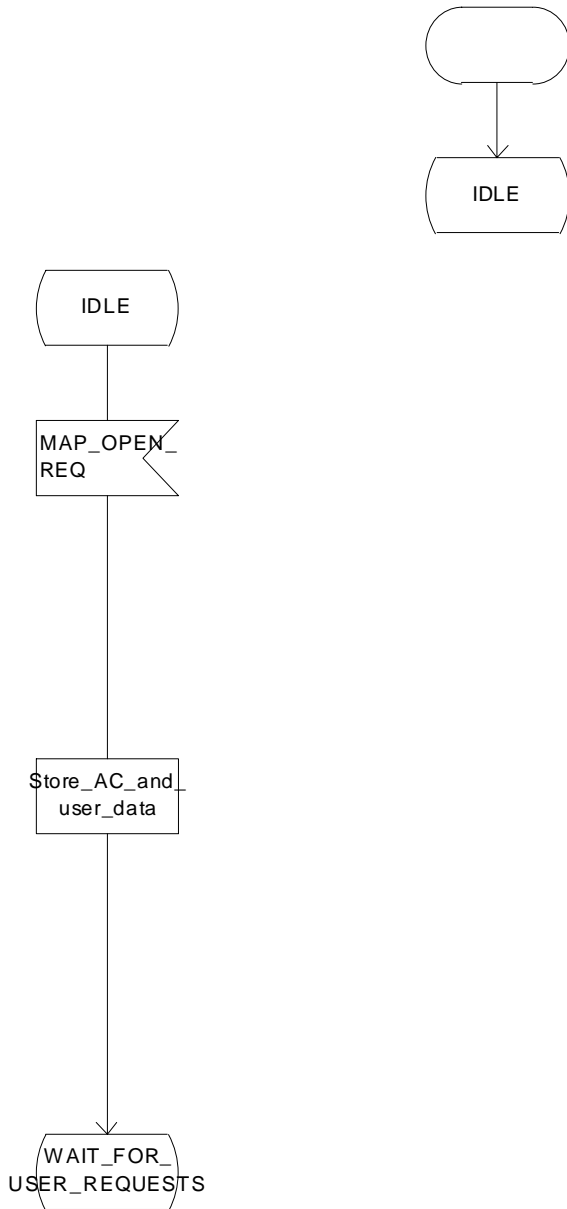 IDLE
IDLE
MAP_OPEN_
REQ
Store_AC_and_
user_data
WAIT_FOR_
USER_REQUESTS